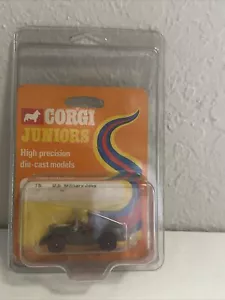 CORGI
JUNIORS
High precision
die-cast models
U.S. Military Jeep